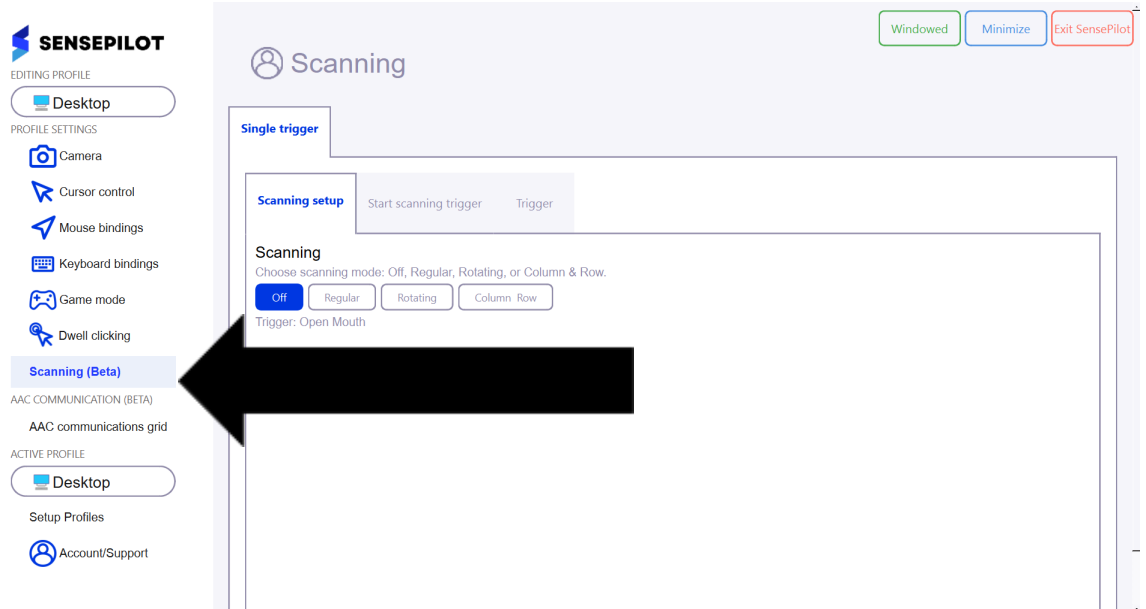 SENSEPILOT
EDITING PROFILE
Desktop
PROFILE SETTINGS
Camera
Cursor control
Mouse bindings
Keyboard bindings
Game mode
Dwell clicking
Scanning (Beta)
AAC COMMUNICATION (BETA)
AAC communications grid
ACTIVE PROFILE
Desktop
Setup Profiles
Account/Support
Windowed Minimize Exit SensePilot
Scanning
Single trigger
Scanning setup Start scanning trigger Trigger
Scanning
Choose scanning mode: Off, Regular, Rotating, or Column & Row.
Off Regular Rotating Column Row
Trigger: Open Mouth